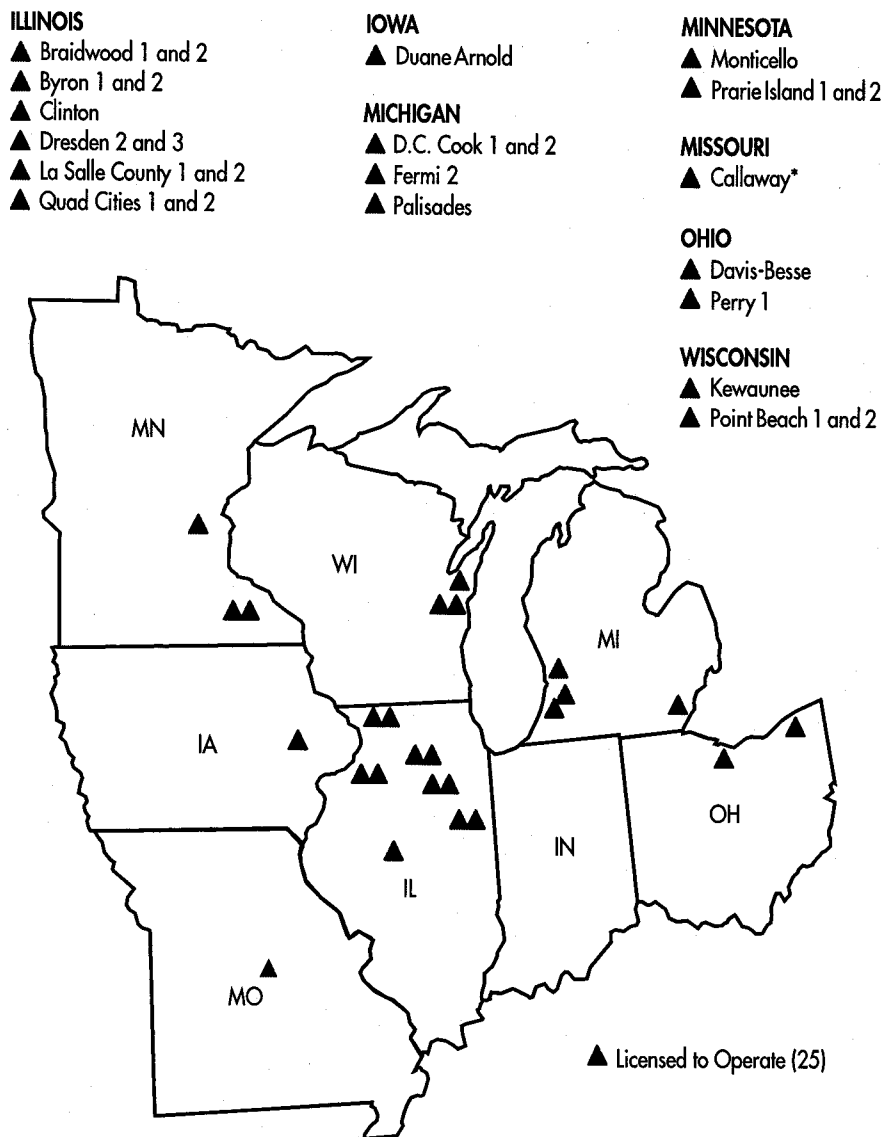 ILLINOIS
Braidwood 1 and 2
Byron 1 and 2
Clinton
Dresden 2 and 3
La Salle County 1 and 2
Quad Cities 1 and 2
IOWA
Duane Arnold
MICHIGAN
D.C. Cook 1 and 2
Fermi 2
Palisades
MINNESOTA
Monticello
Prarie Island 1 and 2
MISSOURI
Callaway*
OHIO
Davis-Besse
Perry 1
WISCONSIN
Kewaunee
Point Beach 1 and 2
MN
WI
MI
IA
OH
IN
IL
MO
Licensed to Operate (25)